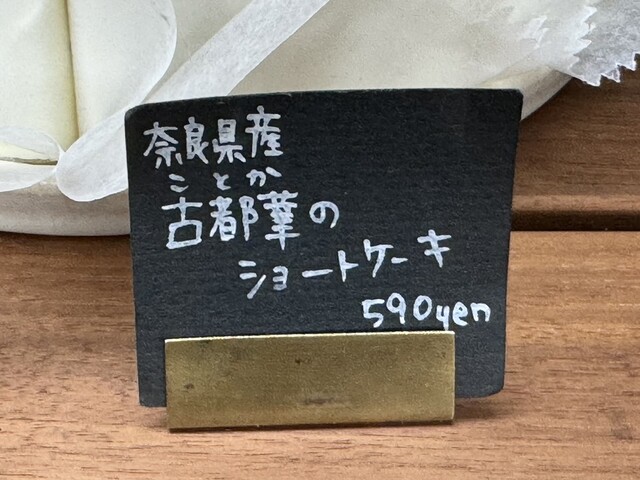 奈良県産
ことか
古都華の
ショートケーキ
590yen